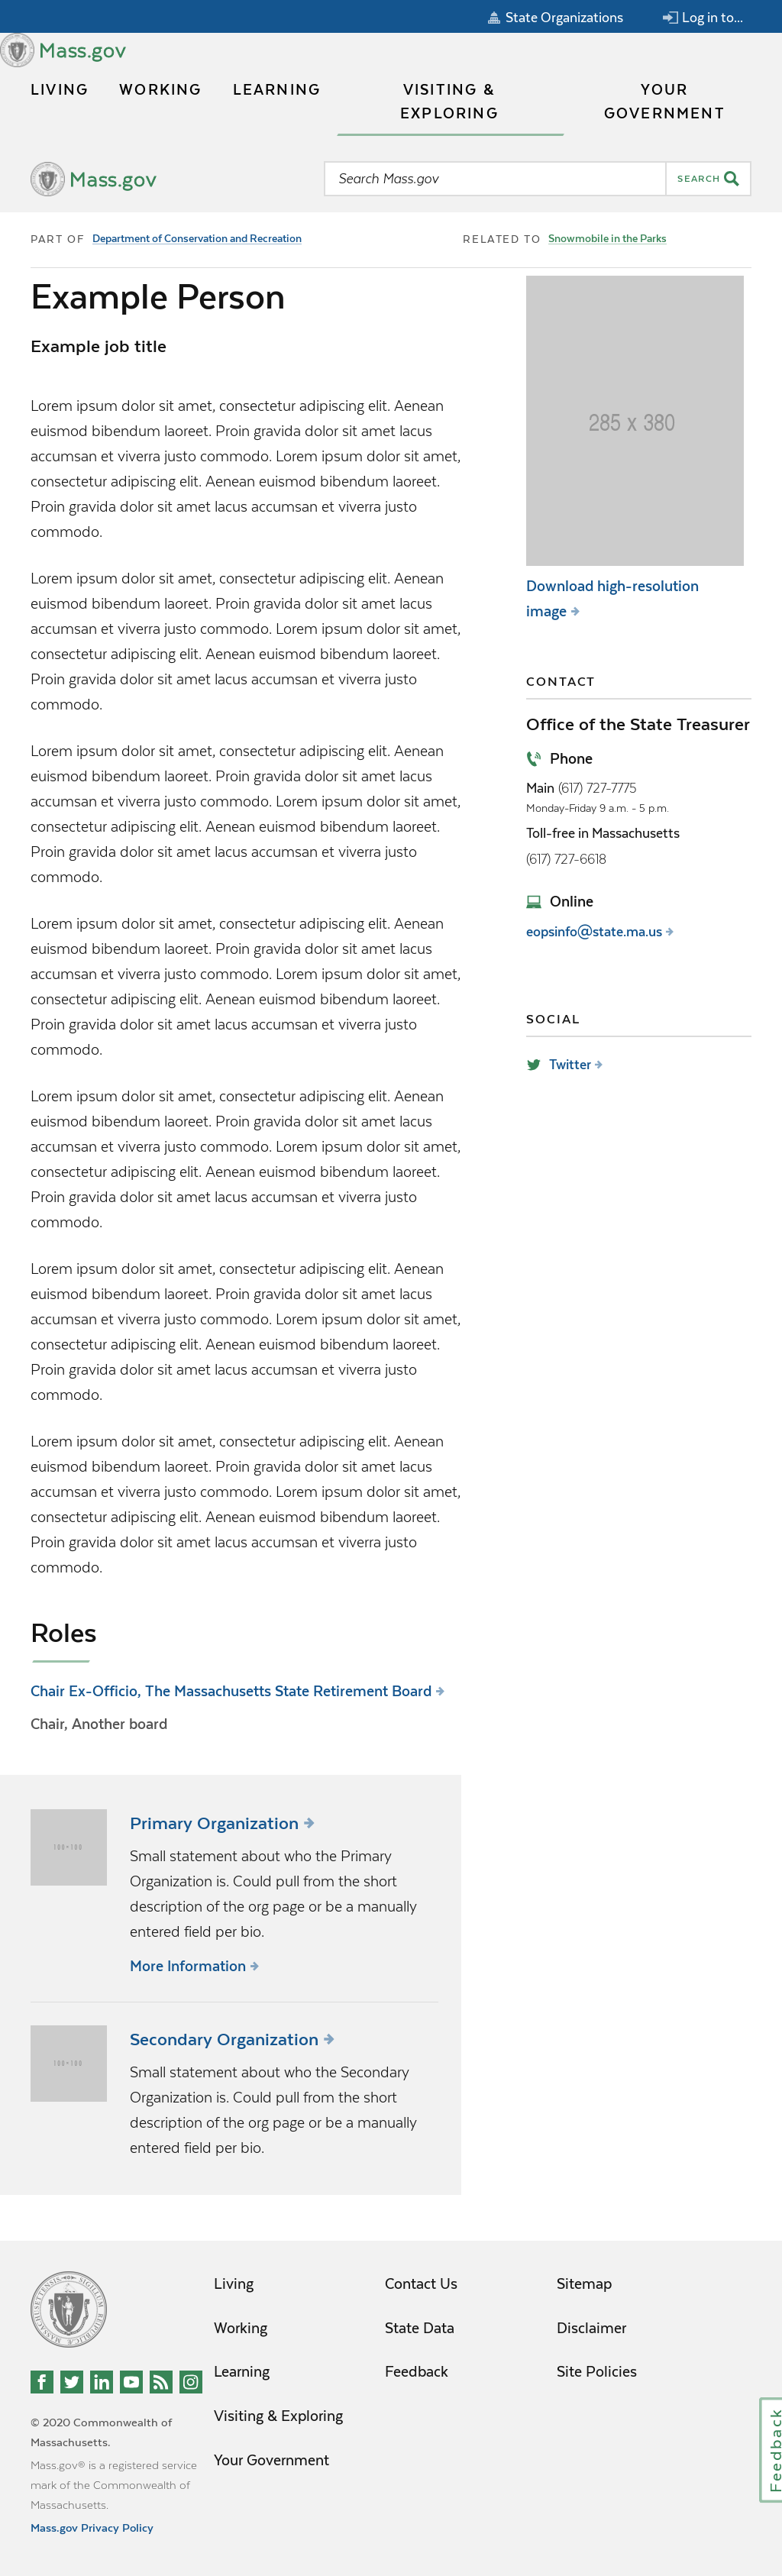 State Organizations
Log in to...
Mass.gov
LIVING
WORKING
LEARNING
VISITING &
EXPLORING
YOUR
GOVERNMENT
Mass.gov
Search Mass.gov
SEARCH
PART OF Department of Conservation and Recreation
RELATED TO Snowmobile in the Parks
Example Person
Example job title
Lorem ipsum dolor sit amet, consectetur adipiscing elit. Aenean
euismod bibendum laoreet. Proin gravida dolor sit amet lacus
accumsan et viverra justo commodo. Lorem ipsum dolor sit amet,
consectetur adipiscing elit. Aenean euismod bibendum laoreet.
Proin gravida dolor sit amet lacus accumsan et viverra justo
commodo.
Lorem ipsum dolor sit amet, consectetur adipiscing elit. Aenean
euismod bibendum laoreet. Proin gravida dolor sit amet lacus
accumsan et viverra justo commodo. Lorem ipsum dolor sit amet,
consectetur adipiscing elit. Aenean euismod bibendum laoreet.
Proin gravida dolor sit amet lacus accumsan et viverra justo
commodo.
Lorem ipsum dolor sit amet, consectetur adipiscing elit. Aenean
euismod bibendum laoreet. Proin gravida dolor sit amet lacus
accumsan et viverra justo commodo. Lorem ipsum dolor sit amet,
consectetur adipiscing elit. Aenean euismod bibendum laoreet.
Proin gravida dolor sit amet lacus accumsan et viverra justo
commodo.
Lorem ipsum dolor sit amet, consectetur adipiscing elit. Aenean
euismod bibendum laoreet. Proin gravida dolor sit amet lacus
accumsan et viverra justo commodo. Lorem ipsum dolor sit amet,
consectetur adipiscing elit. Aenean euismod bibendum laoreet.
Proin gravida dolor sit amet lacus accumsan et viverra justo
commodo.
Lorem ipsum dolor sit amet, consectetur adipiscing elit. Aenean
euismod bibendum laoreet. Proin gravida dolor sit amet lacus
accumsan et viverra justo commodo. Lorem ipsum dolor sit amet,
consectetur adipiscing elit. Aenean euismod bibendum laoreet.
Proin gravida dolor sit amet lacus accumsan et viverra justo
commodo.
Lorem ipsum dolor sit amet, consectetur adipiscing elit. Aenean
euismod bibendum laoreet. Proin gravida dolor sit amet lacus
accumsan et viverra justo commodo. Lorem ipsum dolor sit amet,
consectetur adipiscing elit. Aenean euismod bibendum laoreet.
Proin gravida dolor sit amet lacus accumsan et viverra justo
commodo.
Lorem ipsum dolor sit amet, consectetur adipiscing elit. Aenean
euismod bibendum laoreet. Proin gravida dolor sit amet lacus
accumsan et viverra justo commodo. Lorem ipsum dolor sit amet,
consectetur adipiscing elit. Aenean euismod bibendum laoreet.
Proin gravida dolor sit amet lacus accumsan et viverra justo
commodo.
285 x 380
Download high-resolution
image
CONTACT
Office of the State Treasurer
Phone
Main (617) 727-7775
Monday-Friday 9 a.m. - 5 p.m.
Toll-free in Massachusetts
(617) 727-6618
Online
eopsinfo@state.ma.us
SOCIAL
Twitter
Roles
Chair Ex-Officio, The Massachusetts State Retirement Board
Chair, Another board
100×100
Primary Organization
Small statement about who the Primary
Organization is. Could pull from the short
description of the org page or be a manually
entered field per bio.
More Information
100×100
Secondary Organization
Small statement about who the Secondary
Organization is. Could pull from the short
description of the org page or be a manually
entered field per bio.
Living
Working
Learning
Visiting & Exploring
Your Government
Contact Us
State Data
Feedback
Sitemap
Disclaimer
Site Policies
© 2020 Commonwealth of
Massachusetts.
Mass.gov® is a registered service
mark of the Commonwealth of
Massachusetts.
Mass.gov Privacy Policy
Feedback